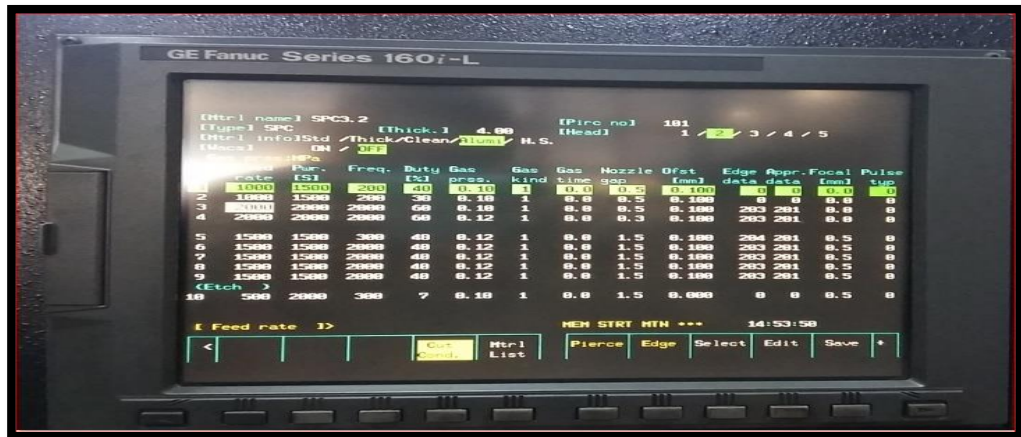 GE Fanuc Series 160i-L
[Mtrl name] SPC3.2 [Pirc no] 101
[Type] SPC [Thick.] 4.00 [Head] 1 / 2 / 3 / 4 / 5
[Mtrl info]Std /Thick/Clean/Alumi/ H.S.
[Wacs] ON / OFF
Gas prss.:MPa
Pwr. Freq. Duty Gas Gas Gas Nozzle Ofst Edge Appr.Focal Pulse
rate [S] [%] prss. kind time gap [mm] data data [mm] typ
1 1000 1500 200 40 0.10 1 0.0 0.5 0.100 0 0 0.0 0
2 1000 1500 200 30 0.10 1 0.0 0.5 0.100 0 0 0.0 0
3 2000 2000 2000 60 0.10 1 0.0 0.5 0.100 203 201 0.0 0
4 2000 2000 2000 60 0.12 1 0.0 0.3 0.100 203 201 0.0 0
5 1500 1500 300 40 0.12 1 0.0 1.5 0.100 204 201 0.5 0
6 1500 1500 2000 40 0.12 1 0.0 1.5 0.100 203 201 0.5 0
7 1500 1500 2000 40 0.12 1 0.0 1.5 0.100 203 201 0.5 0
8 1500 1500 2000 40 0.12 1 0.0 1.5 0.100 203 201 0.5 0
9 1500 1500 2000 40 0.12 1 0.0 1.5 0.100 203 201 0.5 0
(Etch )
10 500 2000 300 7 0.10 1 0.0 1.5 0.000 0 0 0.5 0
[ Feed rate ]> MEM STRT MTN *** 14:53:50
< Cut Mtrl Pierce Edge Select Edit Save +
Cond. List